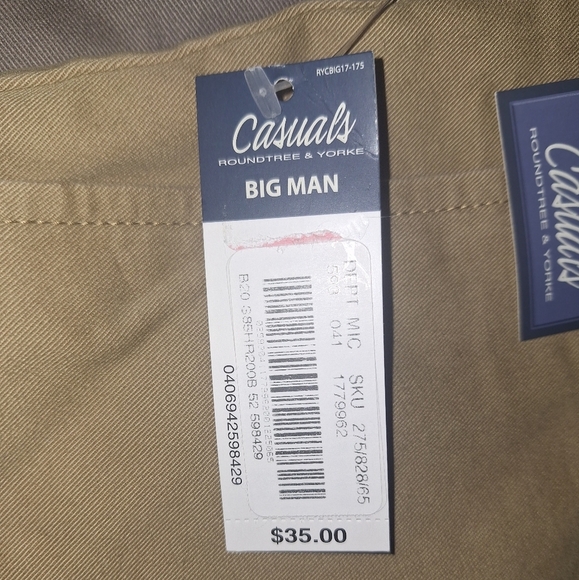 RYCBIG17-175
Casuals
ROUNDTREE & YORKE
BIG MAN
DEPT MIC SKU 275/828/65
041 1779962
B20 S85HR200B 52 598429
0406942598429
$35.00
Casuals
ROUNDTREE & YORKE